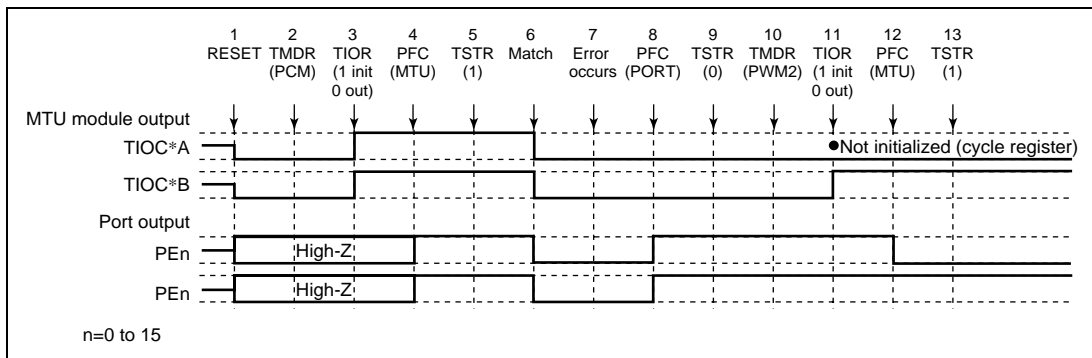 1 2 3 4 5 6 7 8 9 10 11 12 13
RESET TMDR TIOR PFC TSTR Match Error PFC TSTR TMDR TIOR PFC TSTR
(PCM) (1 init (MTU) (1) occurs (PORT) (0) (PWM2) (1 init (MTU) (1)
0 out) 0 out)
MTU module output
TIOC*A
●Not initialized (cycle register)
TIOC*B
Port output
PEn
High-Z
PEn
High-Z
n=0 to 15